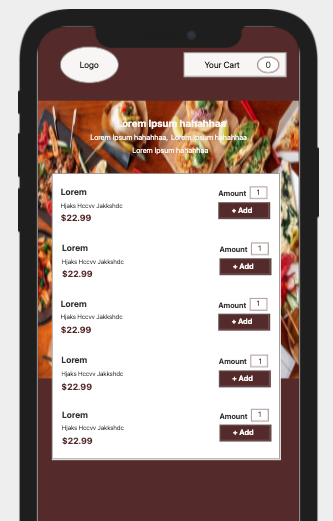 Logo
Your Cart 0
Lorem Ipsum hahahhaa
Lorem Ipsum hahahhaa, Lorem Ipsum hahahhaa
Lorem Ipsum hahahhaa
Lorem
Amount 1
Hjaks Hccvv Jakkshdc
$22.99
+ Add
Lorem
Amount 1
Hjaks Hccvv Jakkshdc
$22.99
+ Add
Lorem
Amount 1
Hjaks Hccvv Jakkshdc
$22.99
+ Add
Lorem
Amount 1
Hjaks Hccvv Jakkshdc
$22.99
+ Add
Lorem
Amount 1
Hjaks Hccvv Jakkshdc
$22.99
+ Add